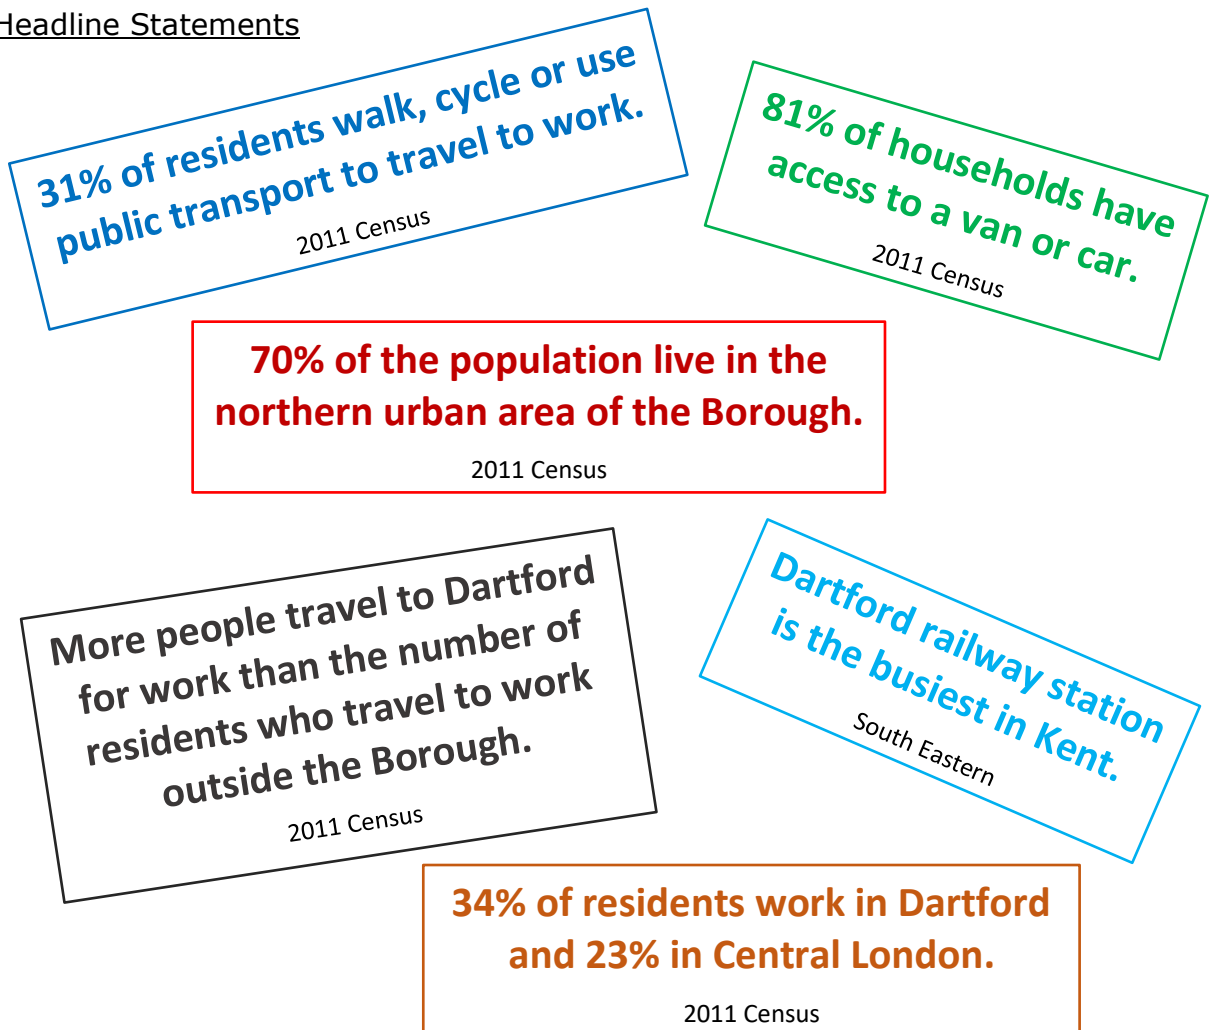 Headline Statements
31% of residents walk, cycle or use
public transport to travel to work.
2011 Census
81% of households have
access to a van or car.
2011 Census
70% of the population live in the
northern urban area of the Borough.
2011 Census
More people travel to Dartford
for work than the number of
residents who travel to work
outside the Borough.
2011 Census
Dartford railway station
is the busiest in Kent.
South Eastern
34% of residents work in Dartford
and 23% in Central London.
2011 Census